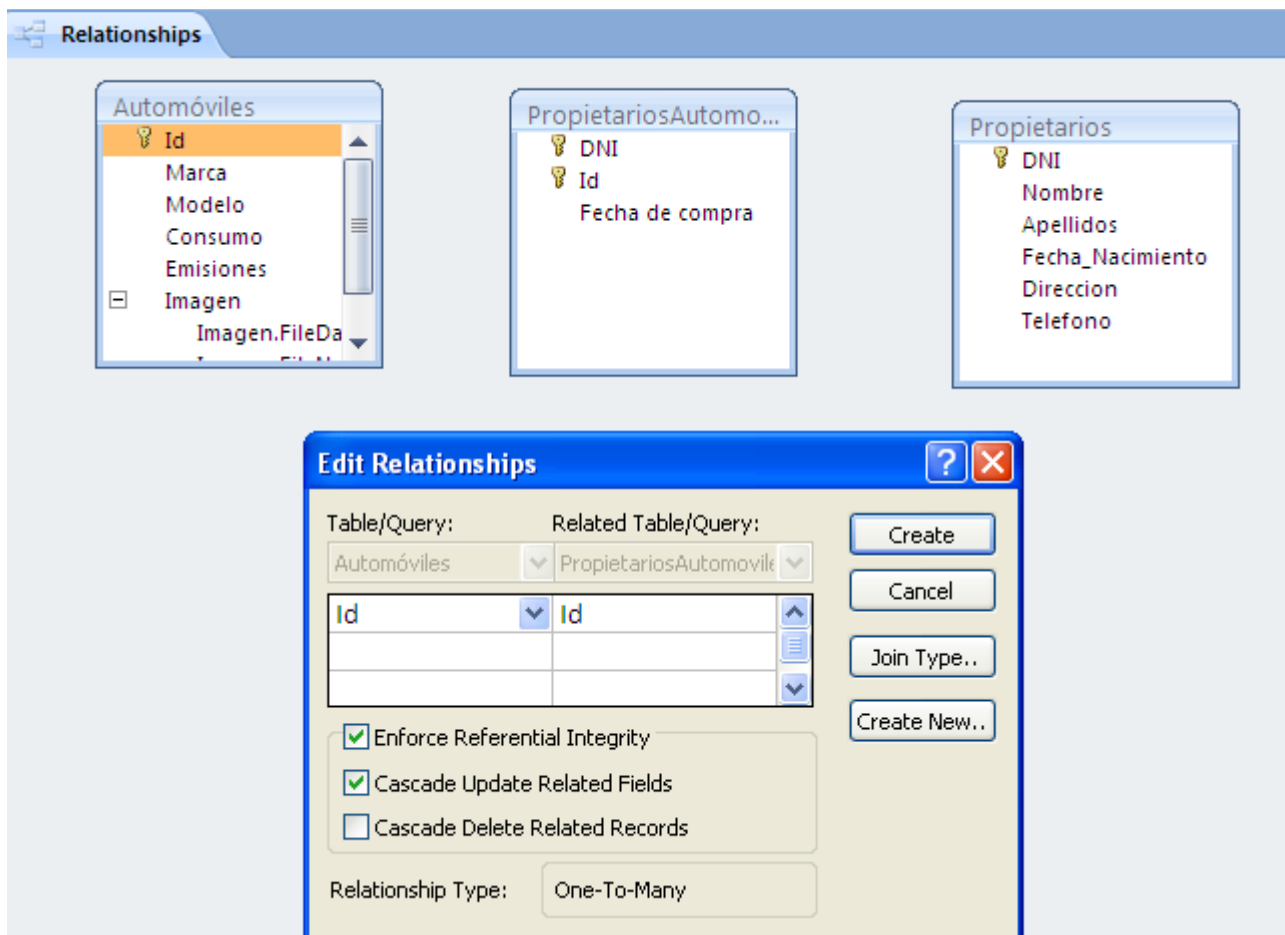 Relationships
Automóviles
Id
Marca
Modelo
Consumo
Emisiones
Imagen
Imagen.FileDa
PropietariosAutomo...
DNI
Id
Fecha de compra
Propietarios
DNI
Nombre
Apellidos
Fecha_Nacimiento
Direccion
Telefono
Edit Relationships
Table/Query: Related Table/Query:
Automóviles PropietariosAutomovile
Id Id
Enforce Referential Integrity
Cascade Update Related Fields
Cascade Delete Related Records
Relationship Type: One-To-Many
Create
Cancel
Join Type..
Create New..